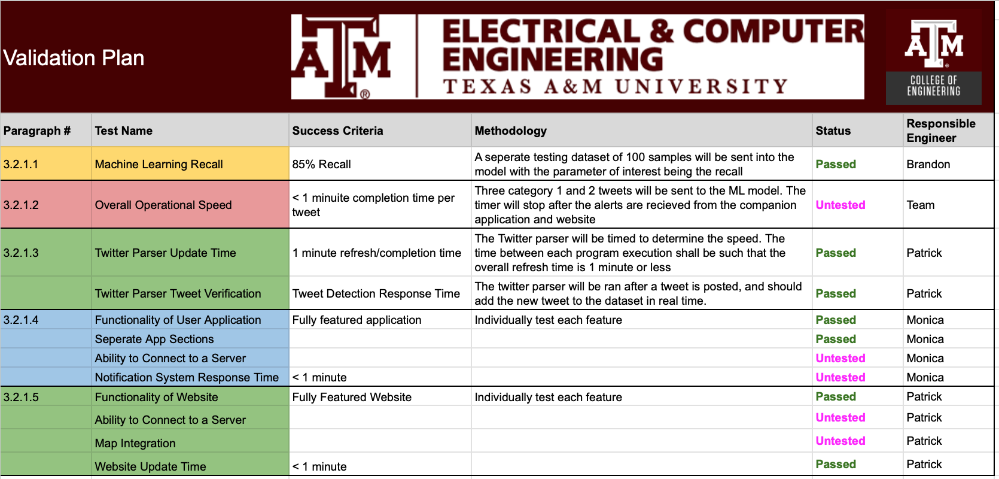 Validation Plan
ATM
®
ELECTRICAL & COMPUTER
ENGINEERING
TEXAS A&M UNIVERSITY
ATM
®
COLLEGE OF
ENGINEERING
Paragraph # Test Name Success Criteria Methodology Status Responsible
Engineer
3.2.1.1 Machine Learning Recall 85% Recall A seperate testing dataset of 100 samples will be sent into the
model with the parameter of interest being the recall Passed Brandon
3.2.1.2 Overall Operational Speed < 1 minuite completion time per
tweet Three category 1 and 2 tweets will be sent to the ML model. The
timer will stop after the alerts are recieved from the companion
application and website Untested Team
3.2.1.3 Twitter Parser Update Time 1 minute refresh/completion time The Twitter parser will be timed to determine the speed. The
time between each program execution shall be such that the
overall refresh time is 1 minute or less Passed Patrick
Twitter Parser Tweet Verification Tweet Detection Response Time The twitter parser will be ran after a tweet is posted, and should
add the new tweet to the dataset in real time. Passed Patrick
3.2.1.4 Functionality of User Application Fully featured application Individually test each feature Passed Monica
Seperate App Sections Passed Monica
Ability to Connect to a Server Untested Monica
Notification System Response Time < 1 minute Untested Monica
3.2.1.5 Functionality of Website Fully Featured Website Individually test each feature Passed Patrick
Ability to Connect to a Server Untested Patrick
Map Integration Untested Patrick
Website Update Time < 1 minute Passed Patrick